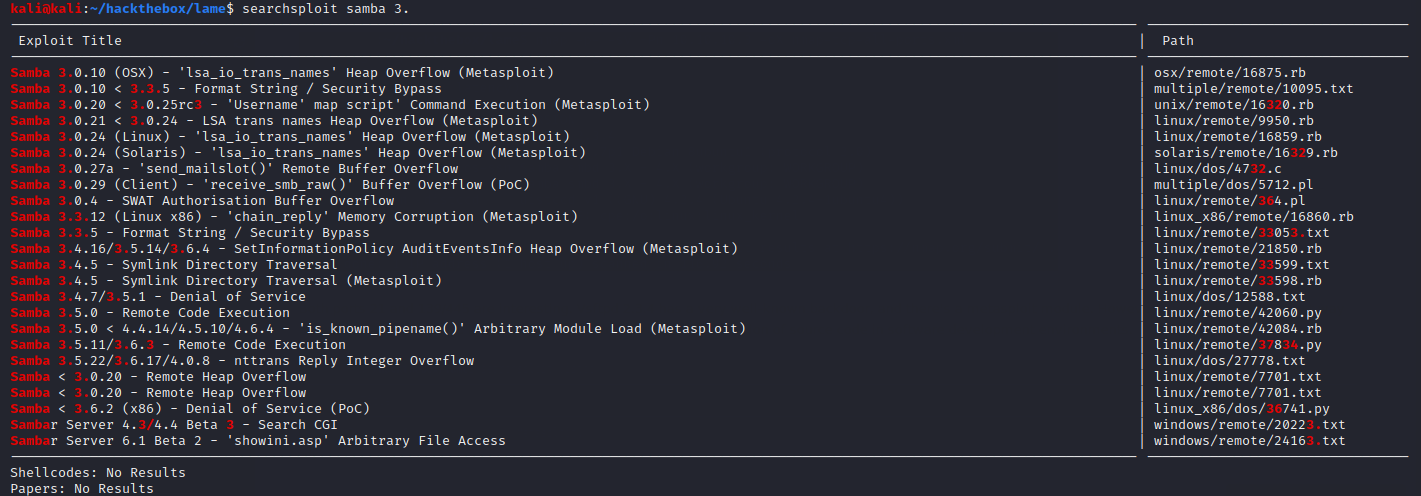 kali@kali:~/hackthebox/lame$ searchsploit samba 3.
Exploit Title | Path
Samba 3.0.10 (OSX) - 'lsa_io_trans_names' Heap Overflow (Metasploit) | osx/remote/16875.rb
Samba 3.0.10 < 3.3.5 - Format String / Security Bypass | multiple/remote/10095.txt
Samba 3.0.20 < 3.0.25rc3 - 'Username' map script' Command Execution (Metasploit) | unix/remote/16320.rb
Samba 3.0.21 < 3.0.24 - LSA trans names Heap Overflow (Metasploit) | linux/remote/9950.rb
Samba 3.0.24 (Linux) - 'lsa_io_trans_names' Heap Overflow (Metasploit) | linux/remote/16859.rb
Samba 3.0.24 (Solaris) - 'lsa_io_trans_names' Heap Overflow (Metasploit) | solaris/remote/16329.rb
Samba 3.0.27a - 'send_mailslot()' Remote Buffer Overflow | linux/dos/4732.c
Samba 3.0.29 (Client) - 'receive_smb_raw()' Buffer Overflow (PoC) | multiple/dos/5712.pl
Samba 3.0.4 - SWAT Authorisation Buffer Overflow | linux/remote/364.pl
Samba 3.3.12 (Linux x86) - 'chain_reply' Memory Corruption (Metasploit) | linux_x86/remote/16860.rb
Samba 3.3.5 - Format String / Security Bypass | linux/remote/33053.txt
Samba 3.4.16/3.5.14/3.6.4 - SetInformationPolicy AuditEventsInfo Heap Overflow (Metasploit) | linux/remote/21850.rb
Samba 3.4.5 - Symlink Directory Traversal | linux/remote/33599.txt
Samba 3.4.5 - Symlink Directory Traversal (Metasploit) | linux/remote/33598.rb
Samba 3.4.7/3.5.1 - Denial of Service | linux/dos/12588.txt
Samba 3.5.0 - Remote Code Execution | linux/remote/42060.py
Samba 3.5.0 < 4.4.14/4.5.10/4.6.4 - 'is_known_pipename()' Arbitrary Module Load (Metasploit) | linux/remote/42084.rb
Samba 3.5.11/3.6.3 - Remote Code Execution | linux/remote/37834.py
Samba 3.5.22/3.6.17/4.0.8 - nttrans Reply Integer Overflow | linux/dos/27778.txt
Samba < 3.0.20 - Remote Heap Overflow | linux/remote/7701.txt
Samba < 3.0.20 - Remote Heap Overflow | linux/remote/7701.txt
Samba < 3.6.2 (x86) - Denial of Service (PoC) | linux_x86/dos/36741.py
Sambar Server 4.3/4.4 Beta 3 - Search CGI | windows/remote/20223.txt
Sambar Server 6.1 Beta 2 - 'showini.asp' Arbitrary File Access | windows/remote/24163.txt
Shellcodes: No Results
Papers: No Results